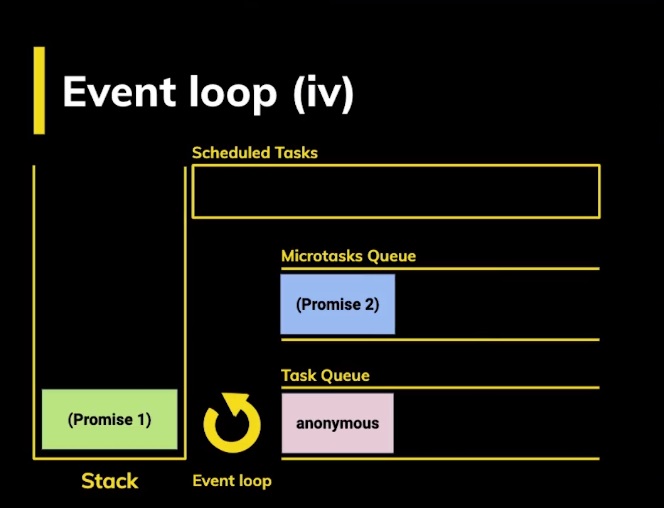 Event loop (iv)
Scheduled Tasks
Microtasks Queue
(Promise 2)
Task Queue
(Promise 1)
anonymous
Stack
Event loop